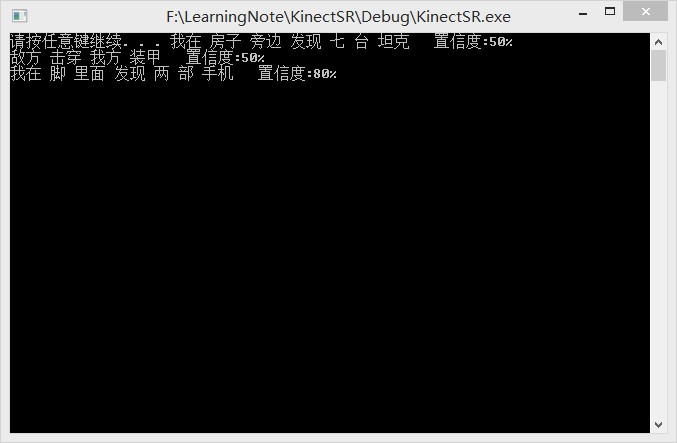 F:\LearningNote\KinectSR\Debug\KinectSR.exe
请按任意键继续. . . 我在 房子 旁边 发现 七 台 坦克   置信度:50%
敌方 击穿 我方 装甲   置信度:50%
我在 脚 里面 发现 两 部 手机   置信度:80%